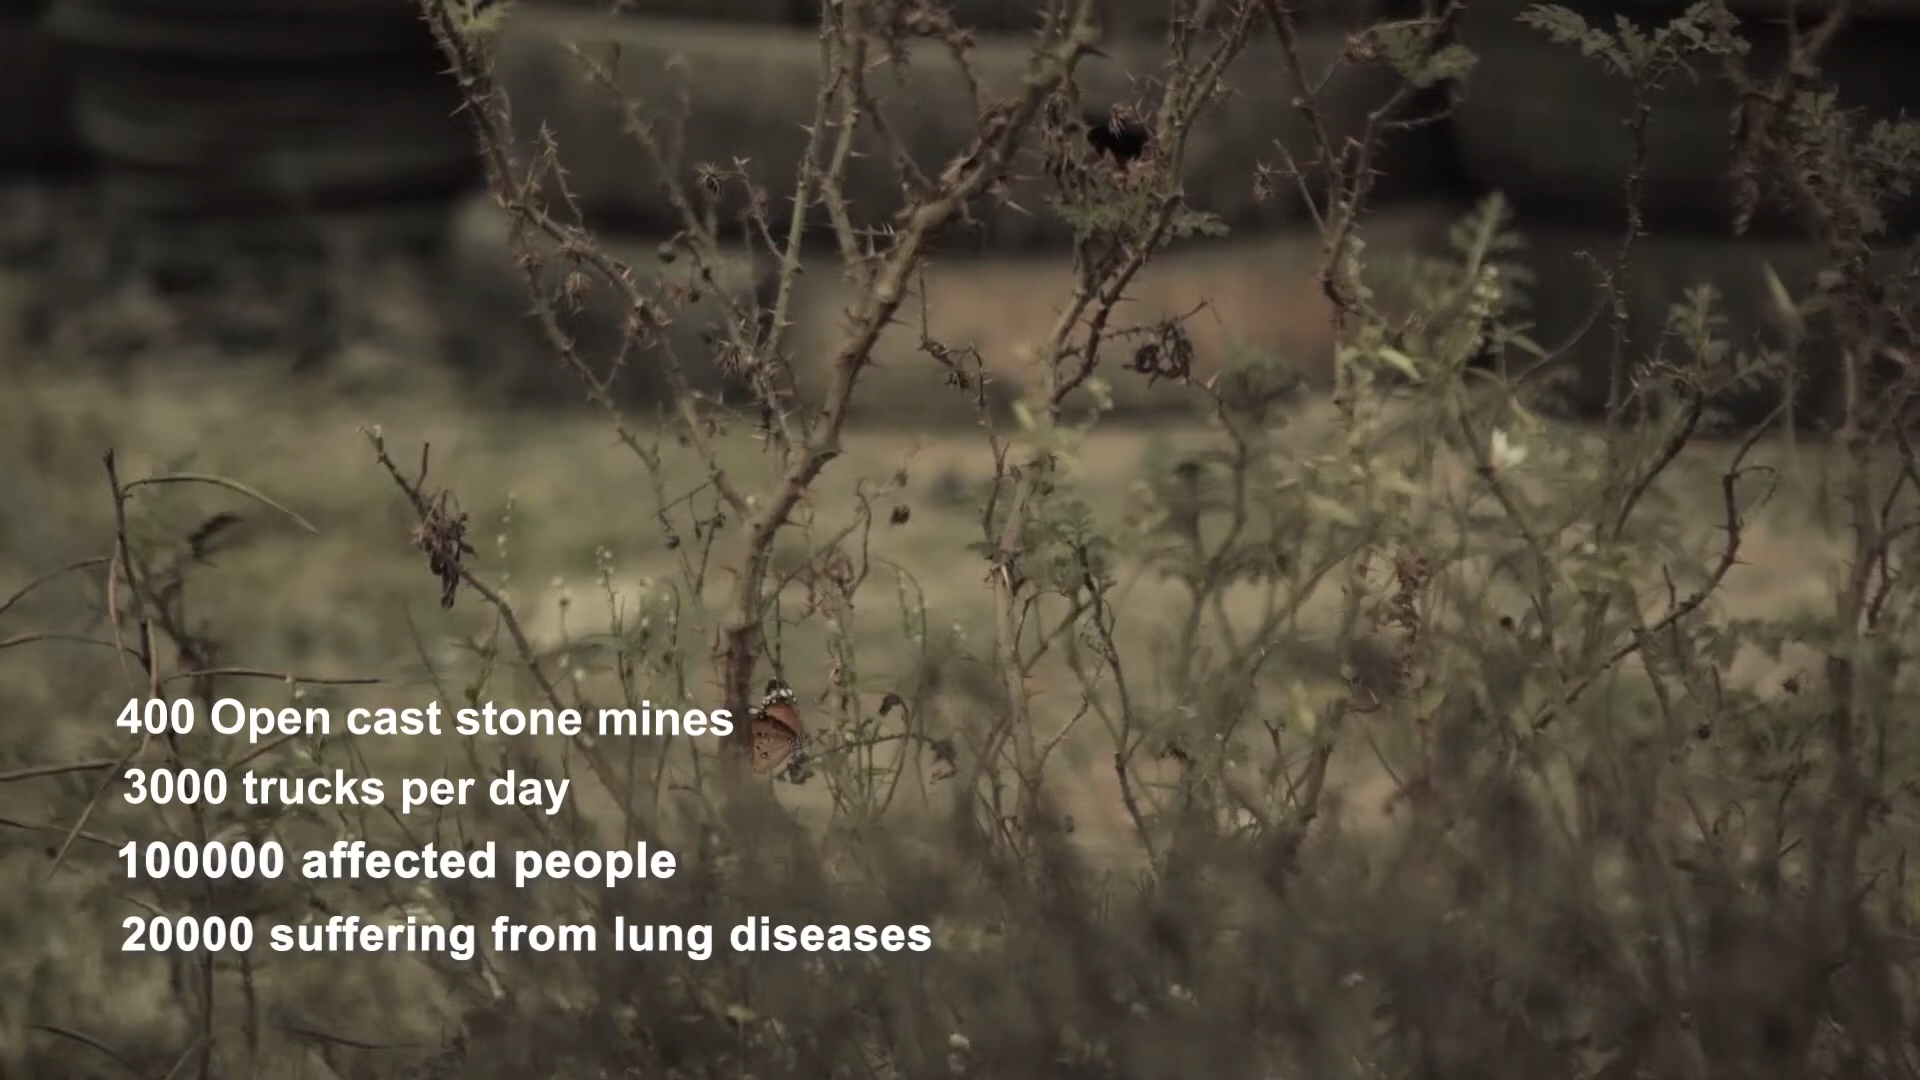 400 Open cast stone mines
3000 trucks per day
100000 affected people
20000 suffering from lung diseases